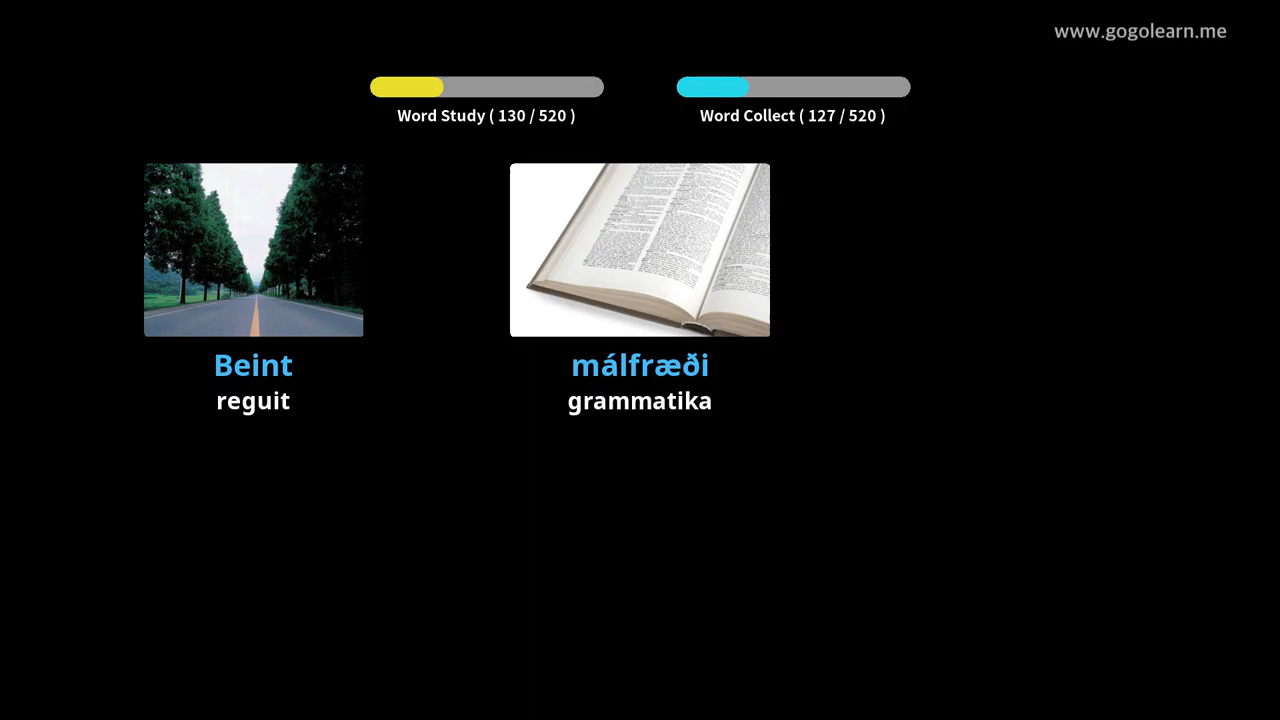 www.gogolearn.me
Word Study ( 130 / 520 )
Word Collect ( 127 / 520 )
Beint
reguit
málfræði
grammatika